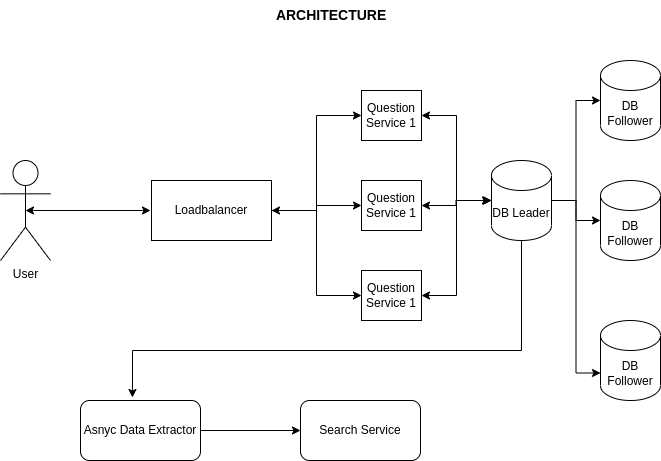 ARCHITECTURE
Question
Service 1
DB
Follower
Loadbalancer
Question
Service 1
DB Leader
DB
Follower
User
Question
Service 1
DB
Follower
Asnyc Data Extractor
Search Service